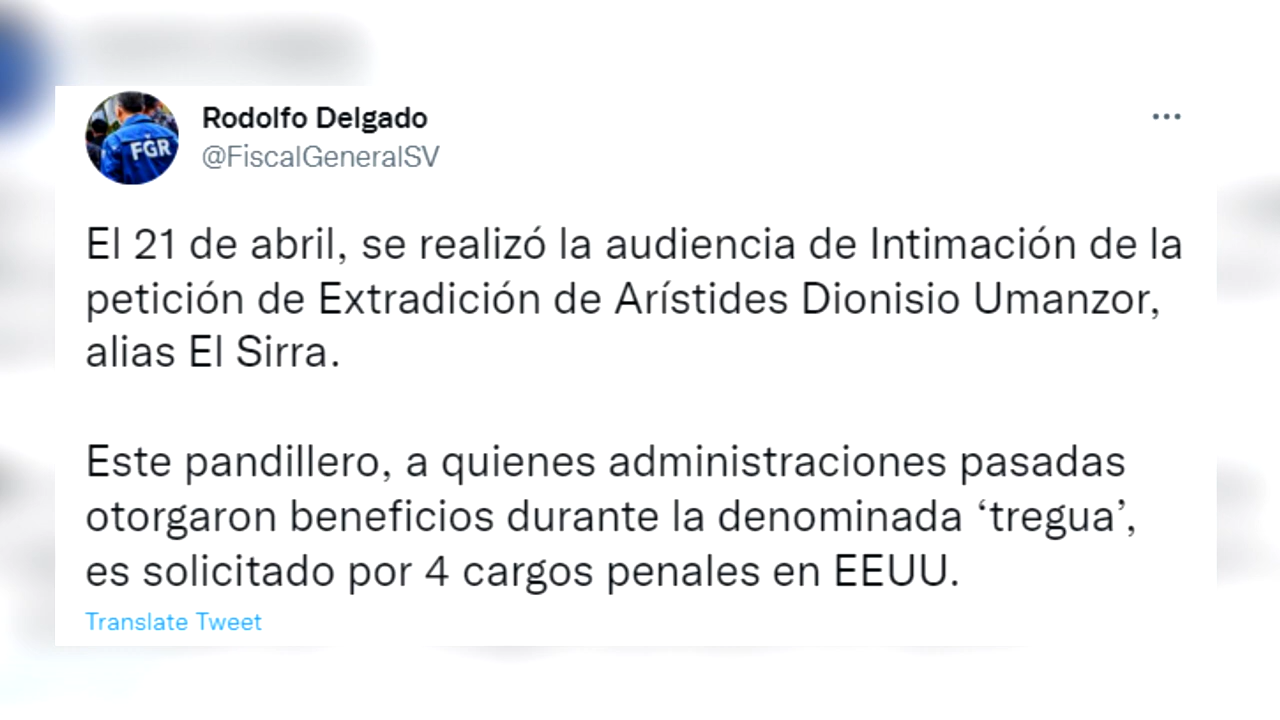 FGR
Rodolfo Delgado
@FiscalGeneralSV
El 21 de abril, se realizó la audiencia de Intimación de la
petición de Extradición de Arístides Dionisio Umanzor,
alias El Sirra.
Este pandillero, a quienes administraciones pasadas
otorgaron beneficios durante la denominada ‘tregua’,
es solicitado por 4 cargos penales en EEUU.
Translate Tweet